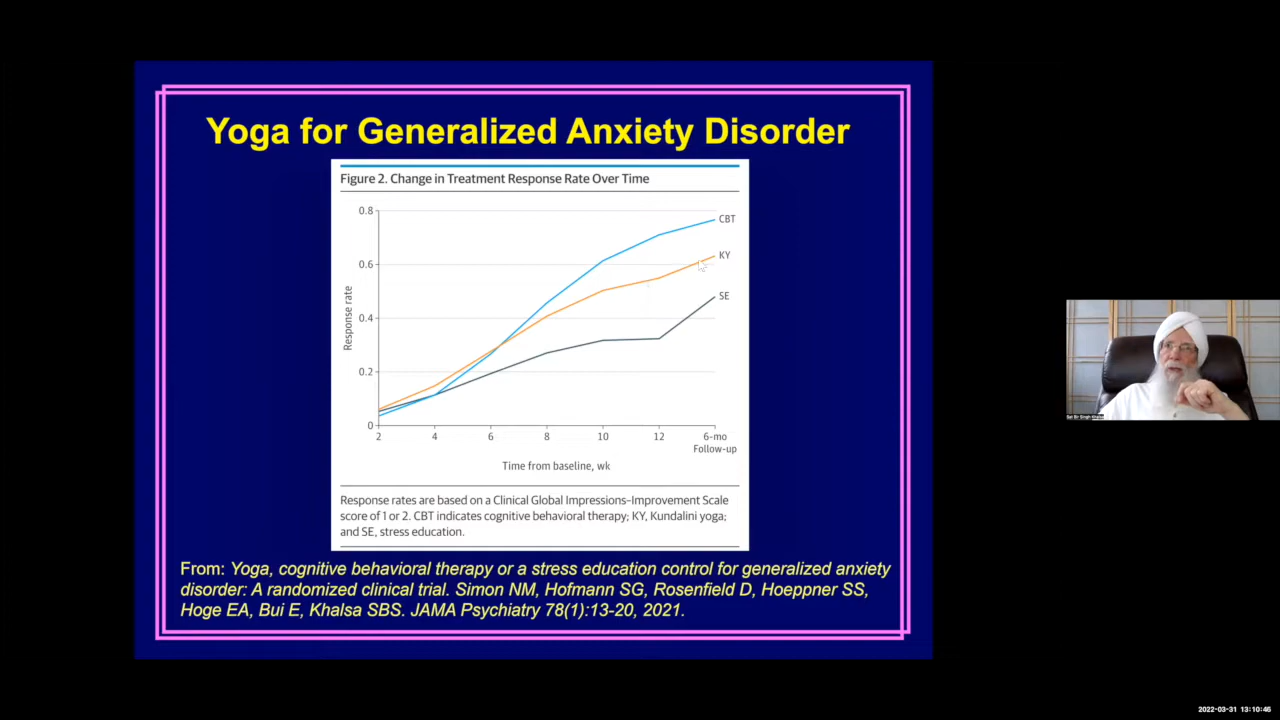 Yoga for Generalized Anxiety Disorder
Figure 2. Change in Treatment Response Rate Over Time
0.8
0.6
0.4
0.2
0
Response rate
CBT
KY
SE
2 4 6 8 10 12 6-mo
Follow-up
Time from baseline, wk
Response rates are based on a Clinical Global Impressions–Improvement Scale
score of 1 or 2. CBT indicates cognitive behavioral therapy; KY, Kundalini yoga;
and SE, stress education.
From: Yoga, cognitive behavioral therapy or a stress education control for generalized anxiety
disorder: A randomized clinical trial. Simon NM, Hofmann SG, Rosenfield D, Hoeppner SS,
Hoge EA, Bui E, Khalsa SBS. JAMA Psychiatry 78(1):13-20, 2021.
Sat Bir Singh Khalsa
2022-03-31 13:10:46